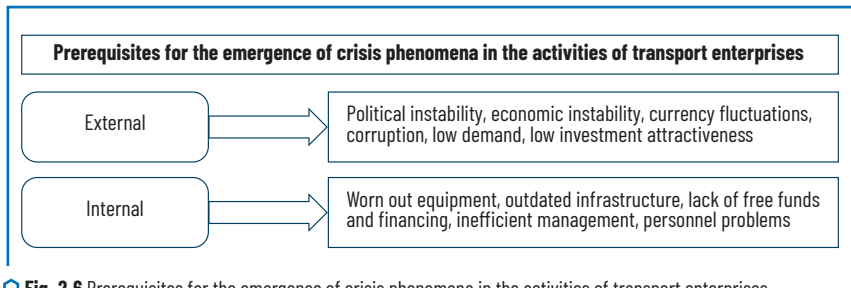 Prerequisites for the emergence of crisis phenomena in the activities of transport enterprises
External
Political instability, economic instability, currency fluctuations,
corruption, low demand, low investment attractiveness
Internal
Worn out equipment, outdated infrastructure, lack of free funds
and financing, inefficient management, personnel problems
Fig. 2.6 Prerequisites for the emergence of crisis phenomena in the activities of transport enterprises